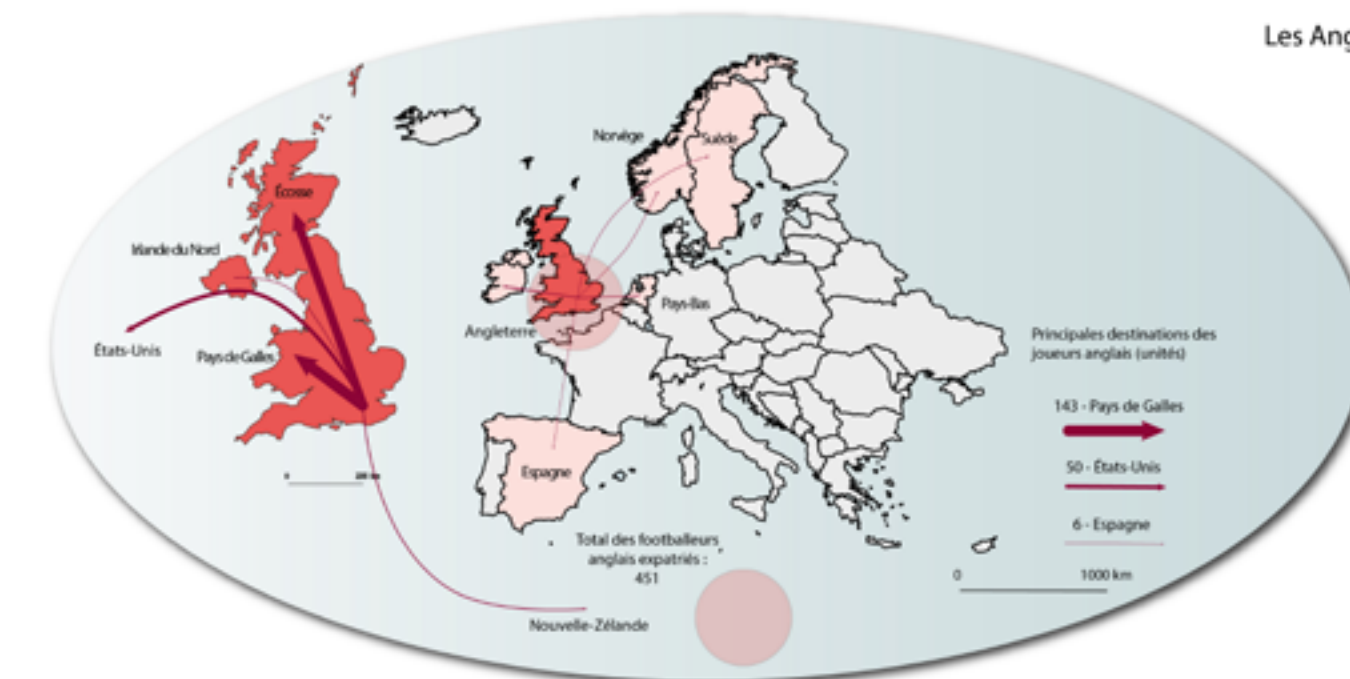 Les Ang
Norvège
Suède
Écosse
Irlande du Nord
Pays-Bas
Angleterre
États-Unis
Pays de Galles
Principales destinations des
joueurs anglais (unités)
143 - Pays de Galles
50 - États-Unis
6 - Espagne
Espagne
0
Total des footballeurs
anglais expatriés :
451
0
1000 km
Nouvelle-Zélande